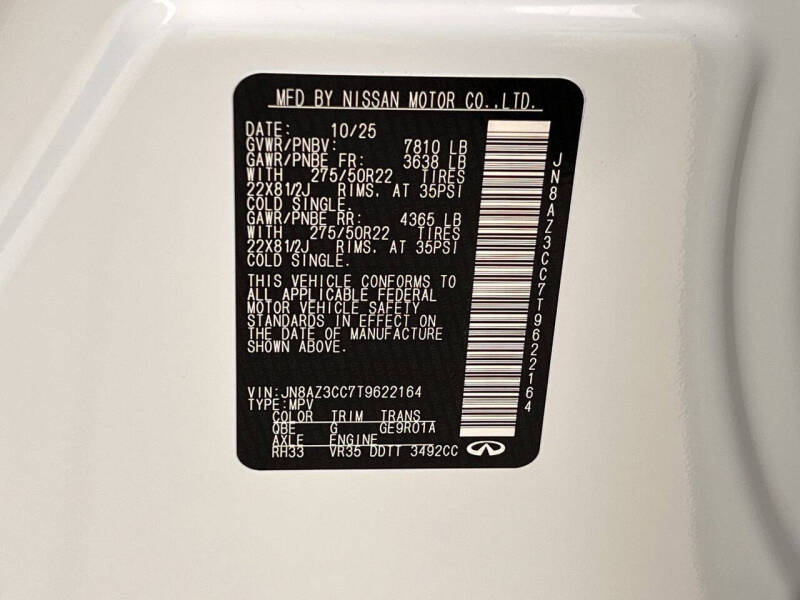 MFD BY NISSAN MOTOR CO.,LTD.
DATE: 10/25
GVWR/PNBV: 7810 LB
GAWR/PNBE FR: 3638 LB
WITH 275/50R22 TIRES
22X81/2J RIMS, AT 35PSI
COLD SINGLE.
GAWR/PNBE RR: 4365 LB
WITH 275/50R22 TIRES
22X81/2J RIMS, AT 35PSI
COLD SINGLE.
THIS VEHICLE CONFORMS TO
ALL APPLICABLE FEDERAL
MOTOR VEHICLE SAFETY
STANDARDS IN EFFECT ON
THE DATE OF MANUFACTURE
SHOWN ABOVE.
VIN:JN8AZ3CC7T9622164
TYPE:MPV
COLOR TRIM TRANS
QBE G GE9R01A
AXLE ENGINE
RH33 VR35 DDTT 3492CC
JN8AZ3CC7T9622164